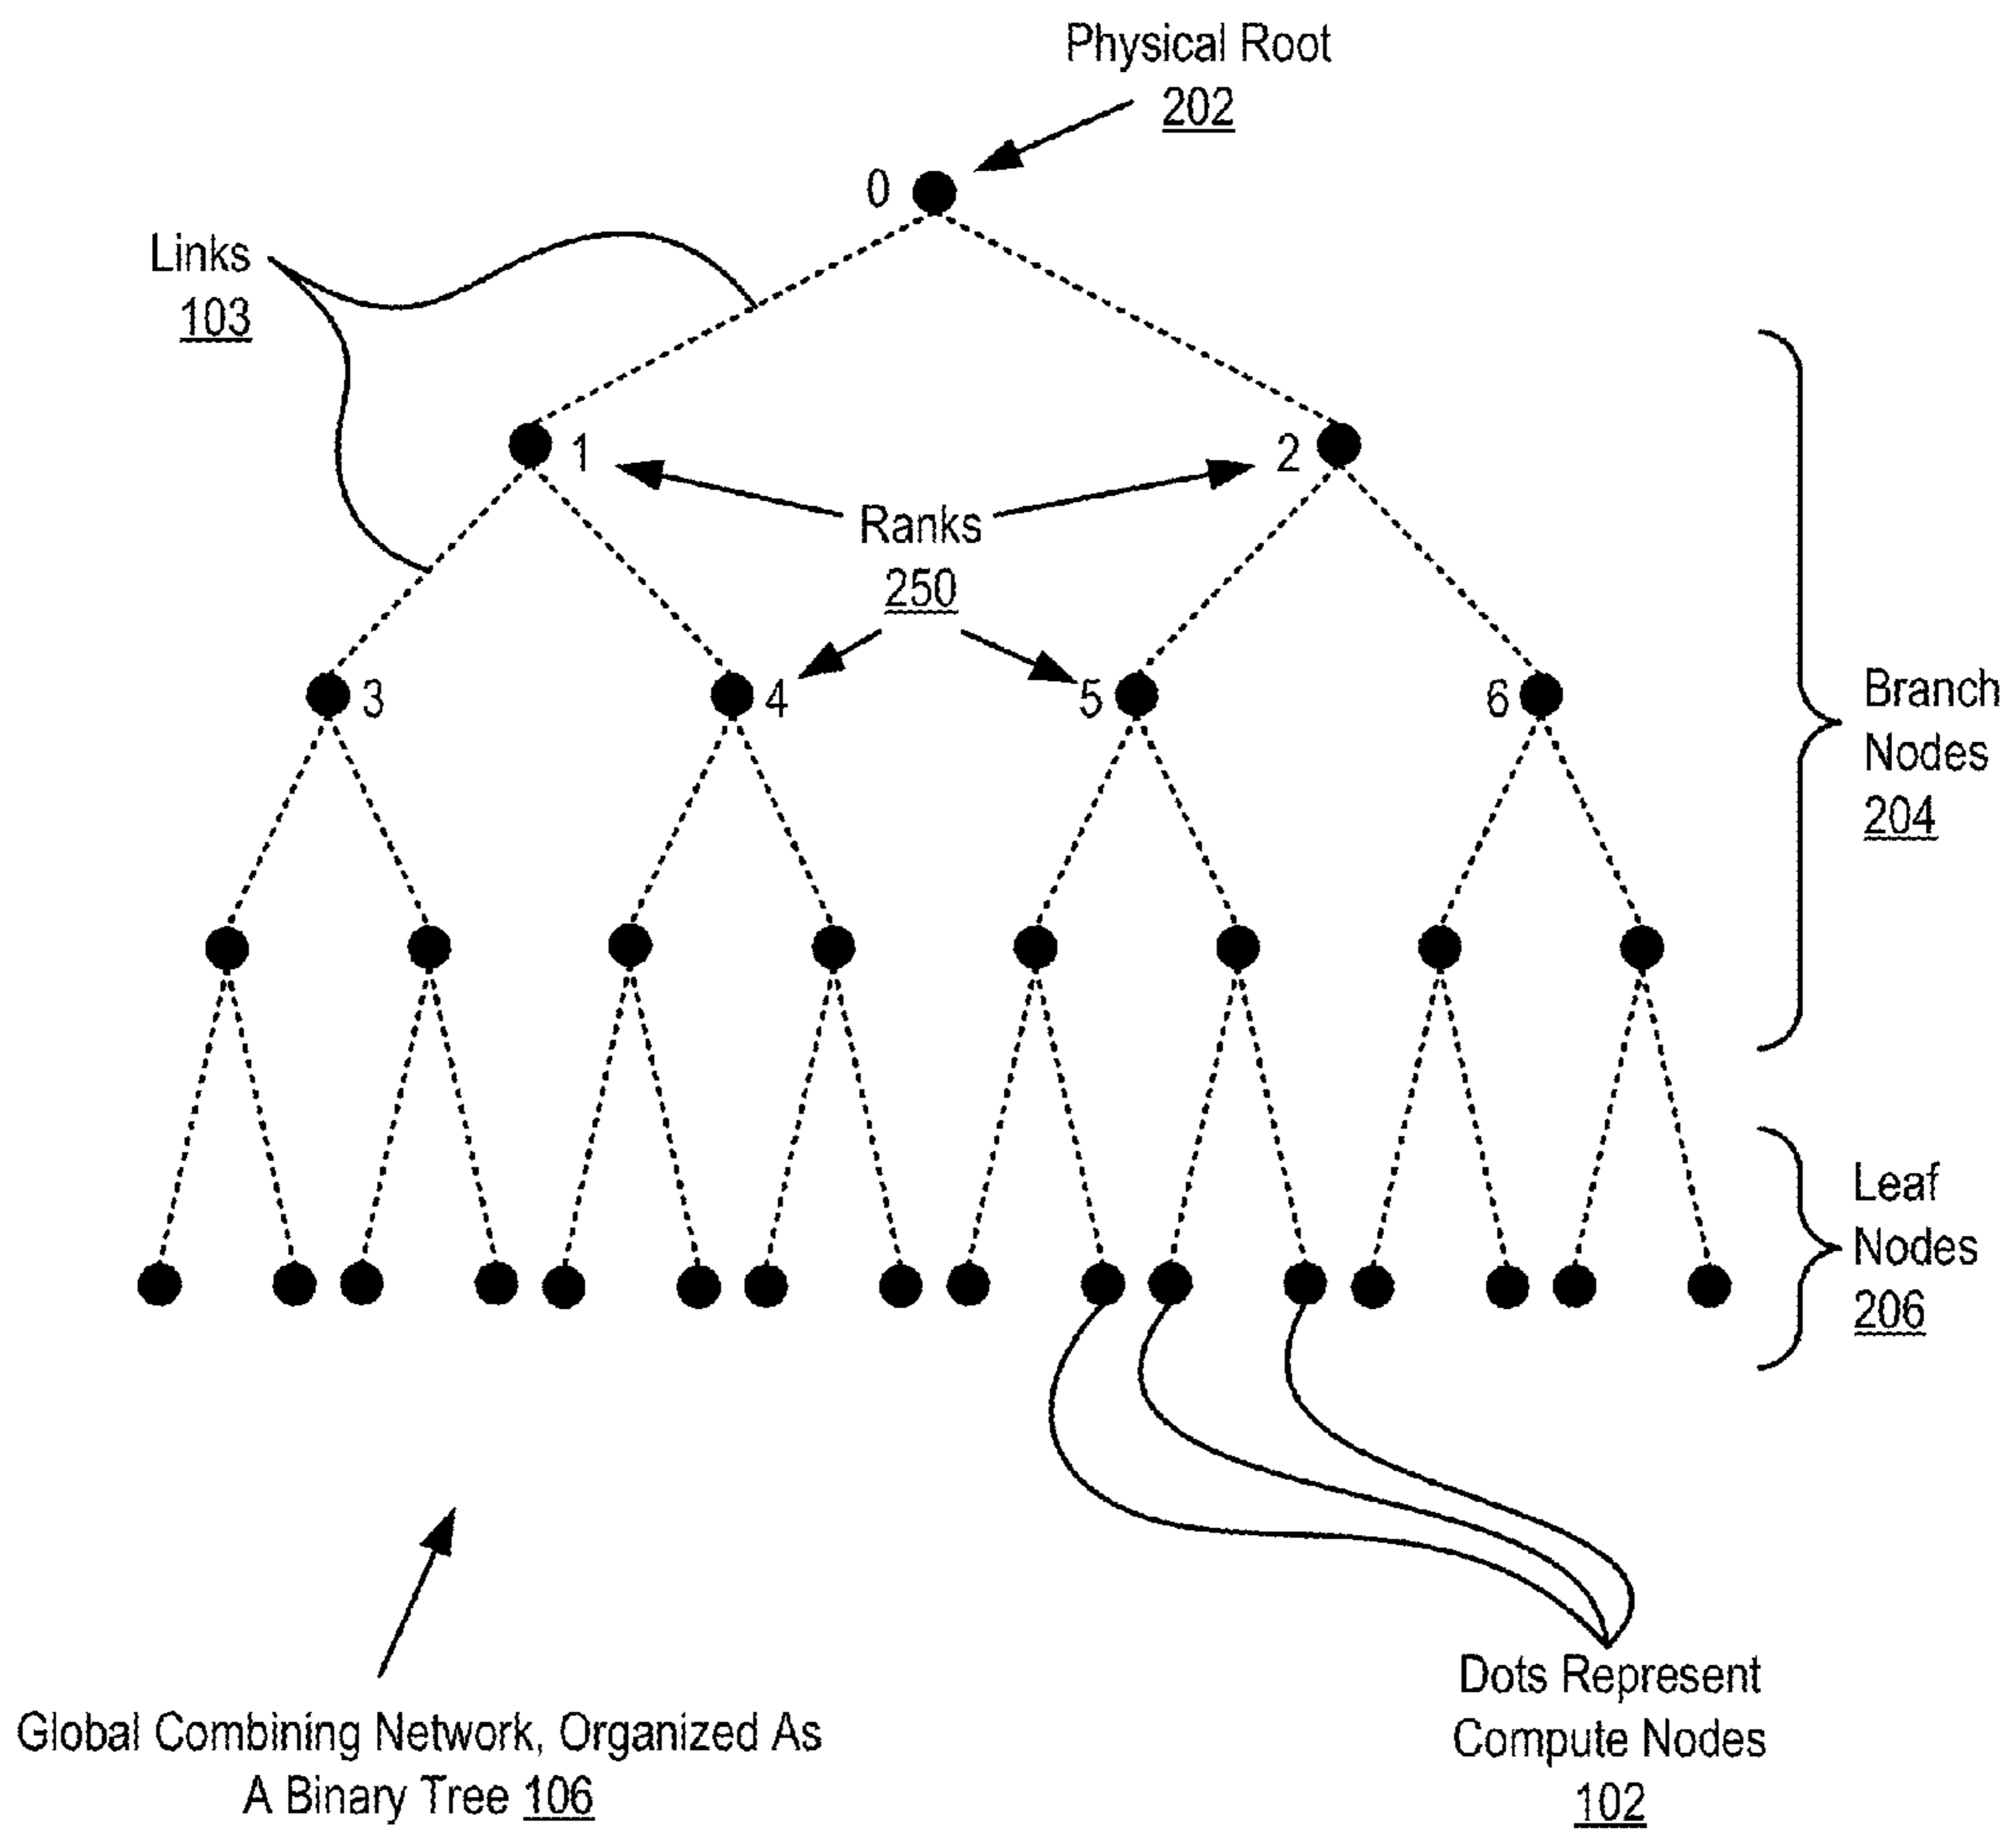 Physical Root
202
0
Links
103
1
2
Ranks
250
3
4
5
6
Branch
Nodes
204
Leaf
Nodes
206
Dots Represent
Compute Nodes
102
Global Combining Network, Organized As
A Binary Tree 106